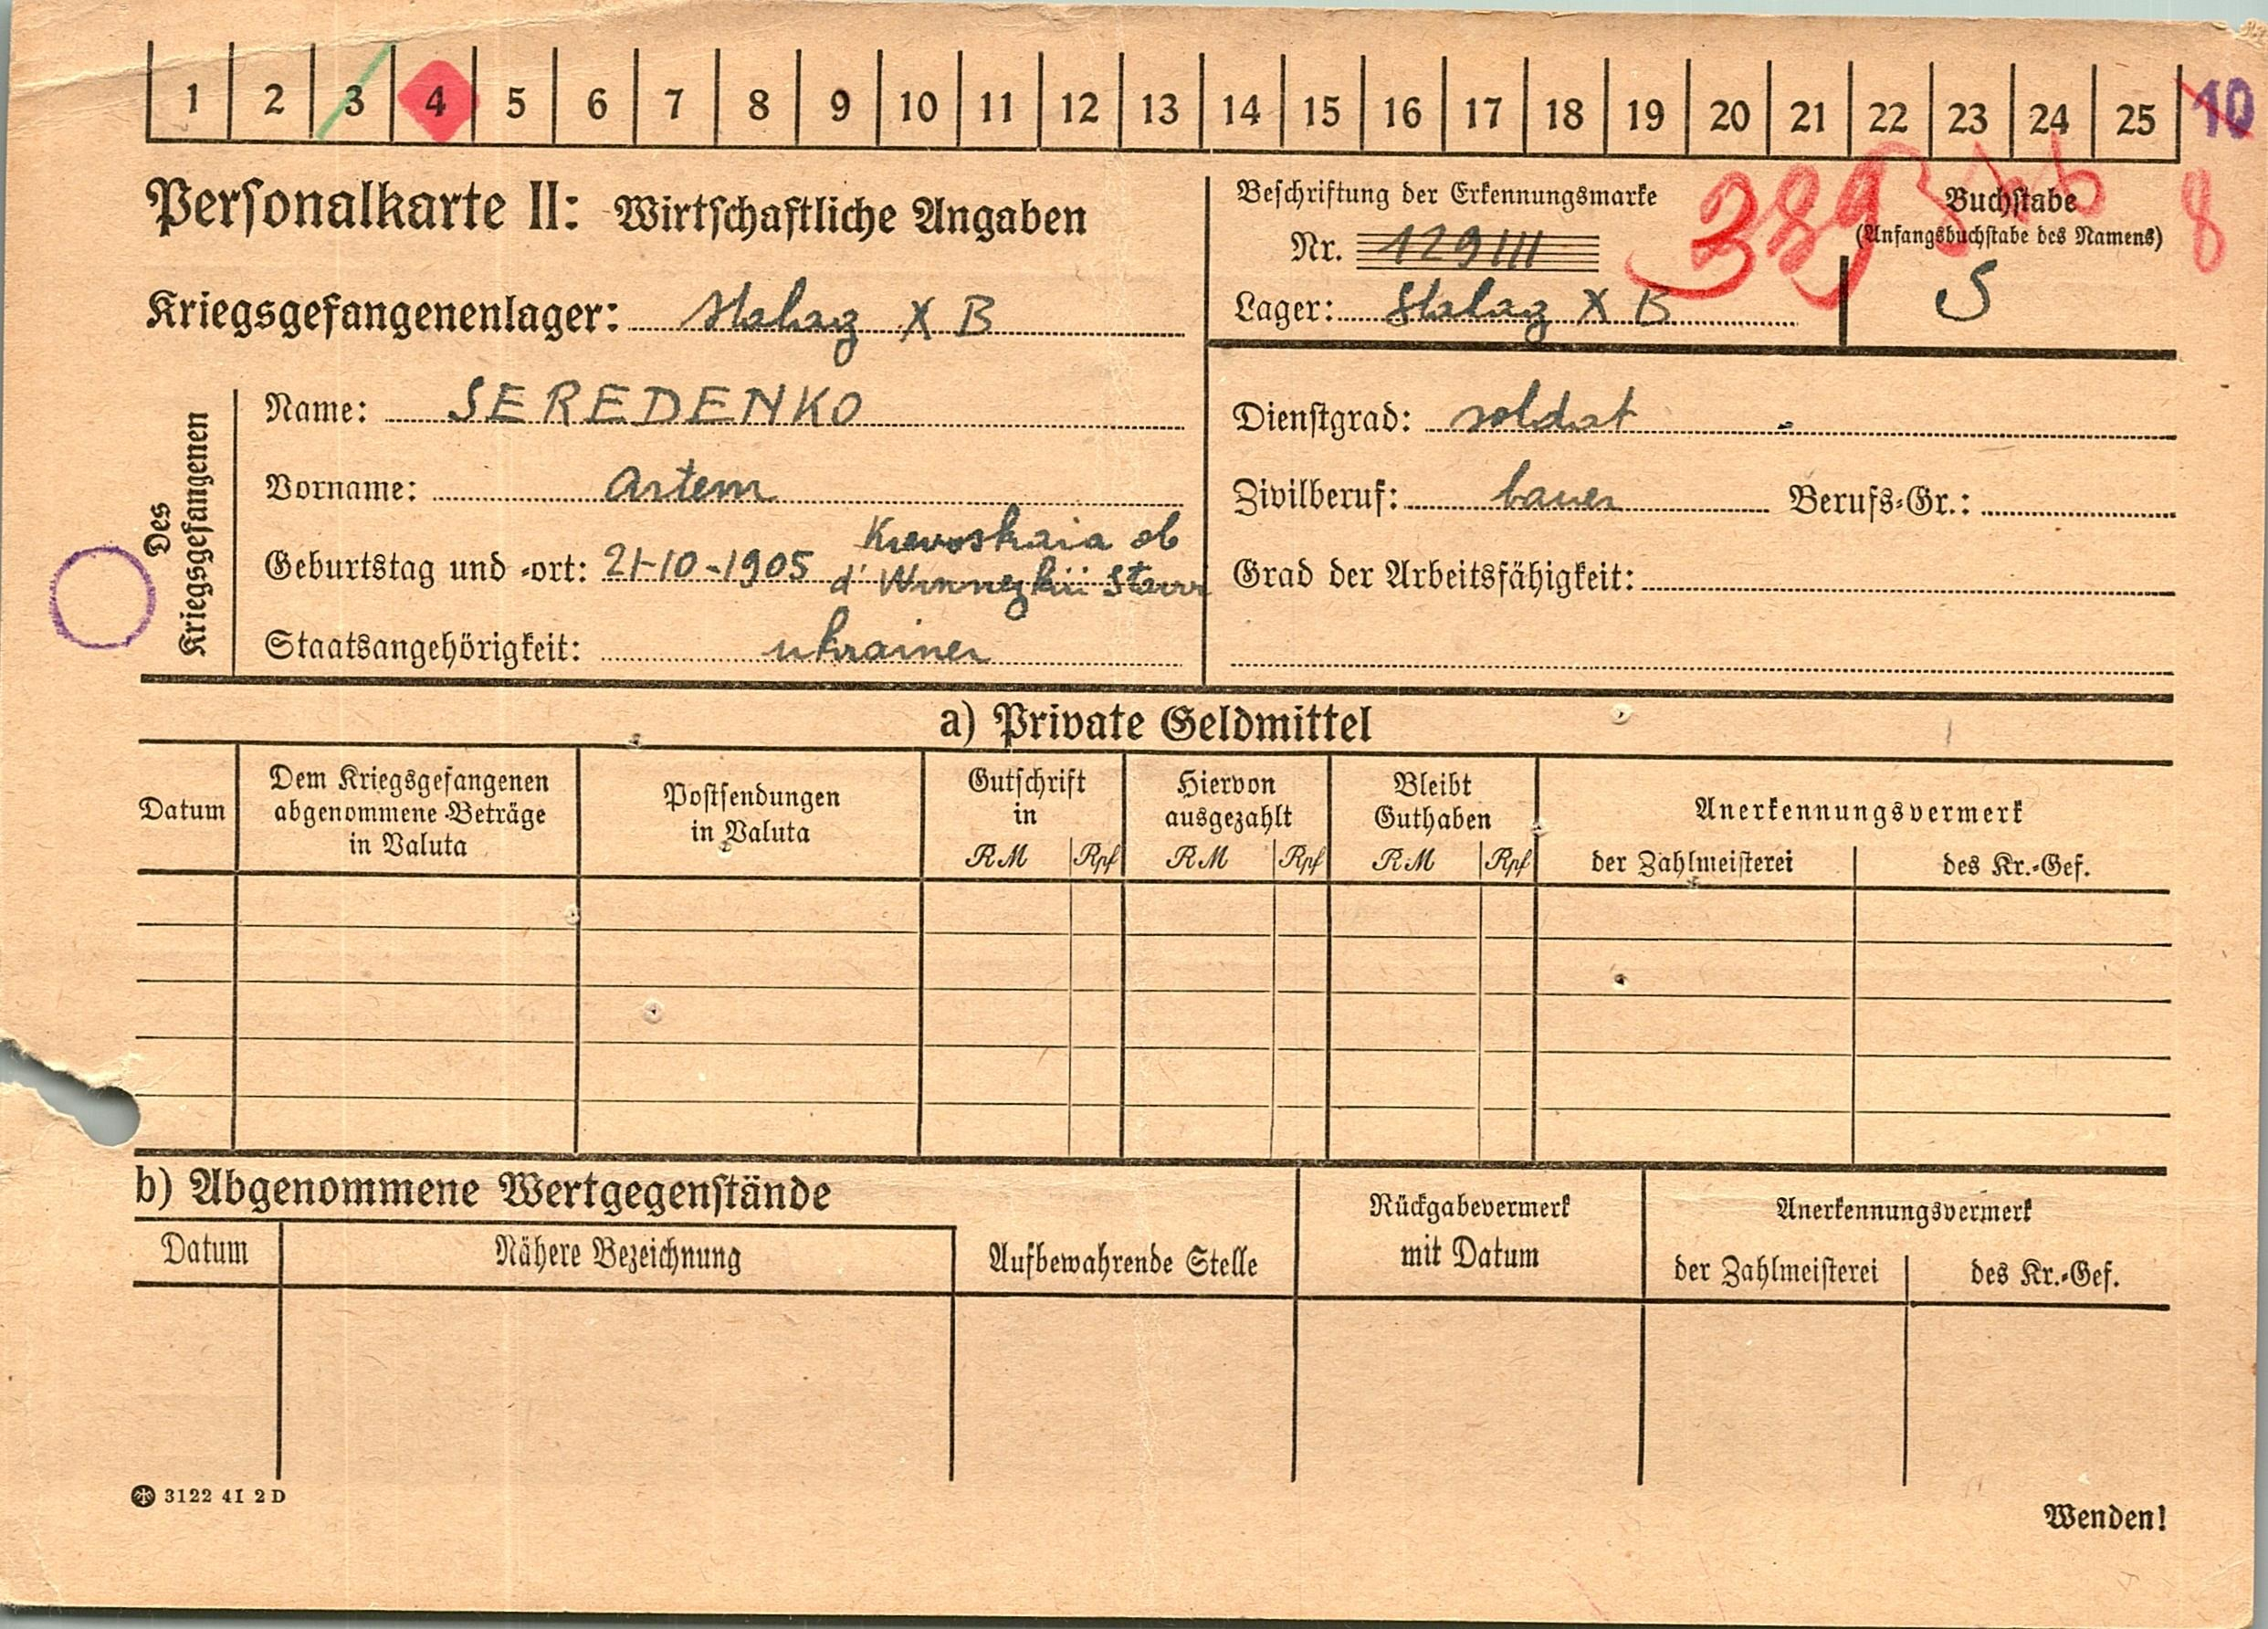 1 2 3 4 5 6 7 8 9 10 11 12 13 14 15 16 17 18 19 20 21 22 23 24 25 10
Personalkarte II: Wirtschaftliche Angaben
Kriegsgefangenenlager: Stalag X B
Beschriftung der Erkennungsmarke
Nr. 129111
Lager: Stalag X B
389
Buchstabe
(Anfangsbuchstabe des Namens)
S
8
Des Kriegsgefangenen
Name: SEREDENKO
Vorname: Artem
Geburtstag und -ort: 21-10-1905
Staatsangehörigkeit: ukrainer
Dienstgrad: soldat
Zivilberuf: bauer Berufs-Gr.:
Grad der Arbeitsfähigkeit:
a) Private Geldmittel
Datum
Dem Kriegsgefangenen
abgenommene Beträge
in Valuta
Postsendungen
in Valuta
Gutschrift
in
RM Rpf
Hiervon
ausgezahlt
RM Rpf
Bleibt
Guthaben
RM Rpf
Anerkennungsvermerk
der Zahlmeisterei des Kr.-Gef.
b) Abgenommene Wertgegenstände
Datum
Nähere Bezeichnung
Aufbewahrende Stelle
Rückgabevermerk
mit Datum
Anerkennungsvermerk
der Zahlmeisterei des Kr.-Gef.
3122 41 2 D
Wenden!